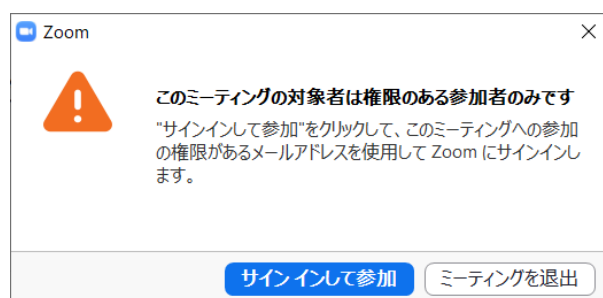 Zoom
このミーティングの対象者は権限のある参加者のみです
"サインインして参加"をクリックして、このミーティングへの参加
の権限があるメールアドレスを使用して Zoom にサインインし
ます。
サイン インして参加
ミーティングを退出